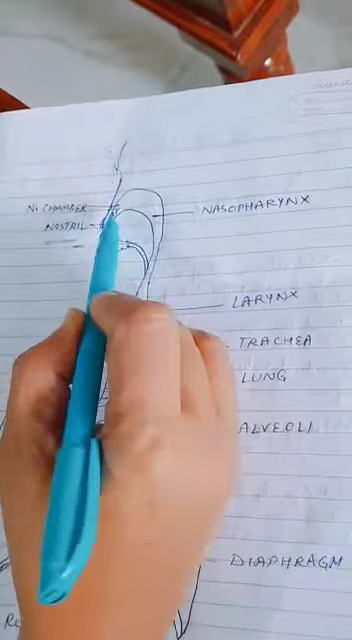 N. CHAMBER
NASOPHARYNX
NOSTRIL
LARYNX
TRACHEA
LUNG
ALVEOLI
DIAPHRAGM